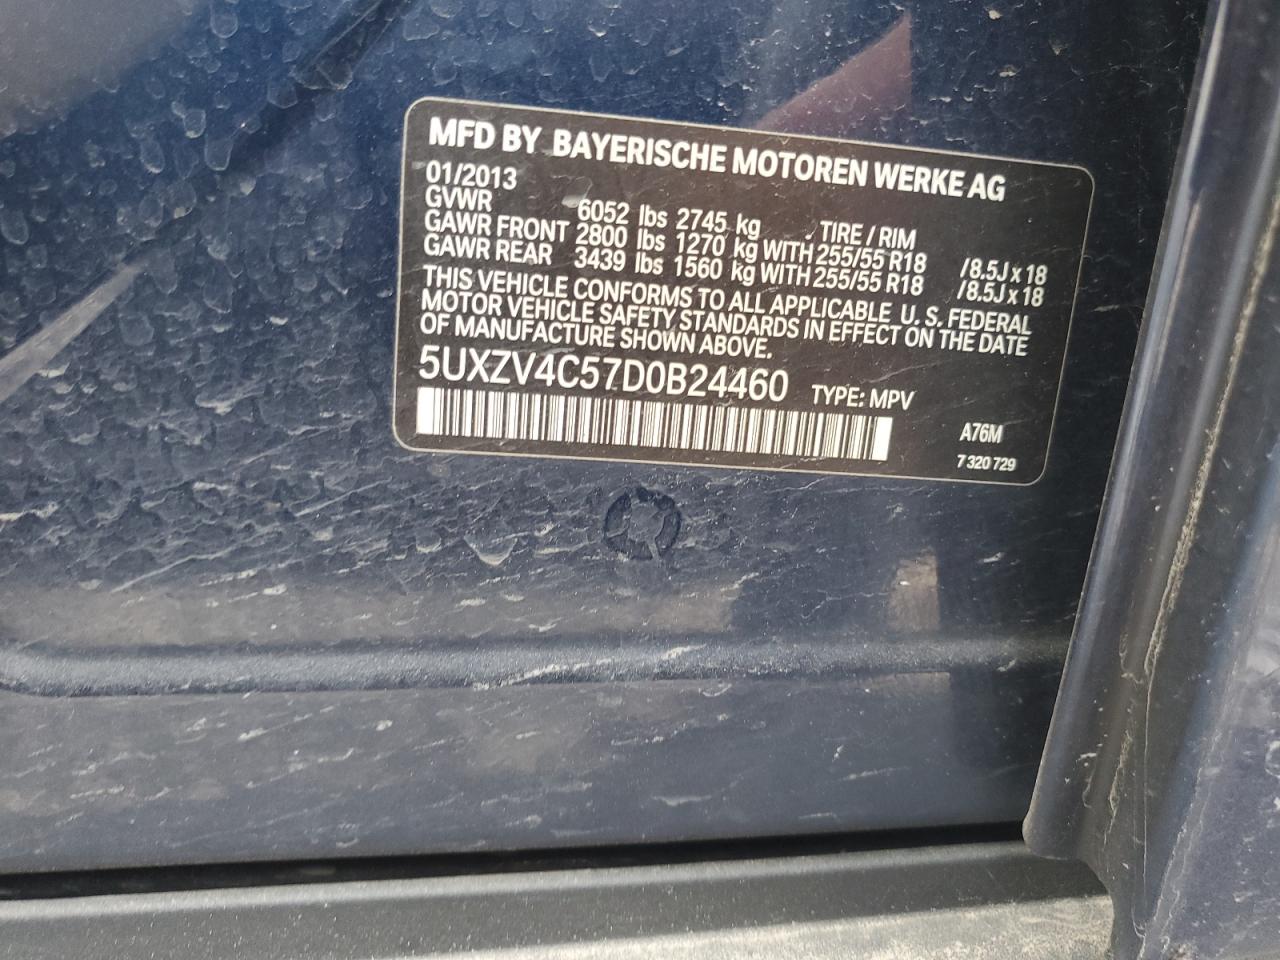 MFD BY BAYERISCHE MOTOREN WERKE AG
01/2013
GVWR 6052 lbs 2745 kg TIRE / RIM
GAWR FRONT 2800 lbs 1270 kg WITH 255/55 R18 /8.5J x 18
GAWR REAR 3439 lbs 1560 kg WITH 255/55 R18 /8.5J x 18
THIS VEHICLE CONFORMS TO ALL APPLICABLE U.S. FEDERAL
MOTOR VEHICLE SAFETY STANDARDS IN EFFECT ON THE DATE
OF MANUFACTURE SHOWN ABOVE.
5UXZV4C57D0B24460 TYPE: MPV
A76M
7 320 729